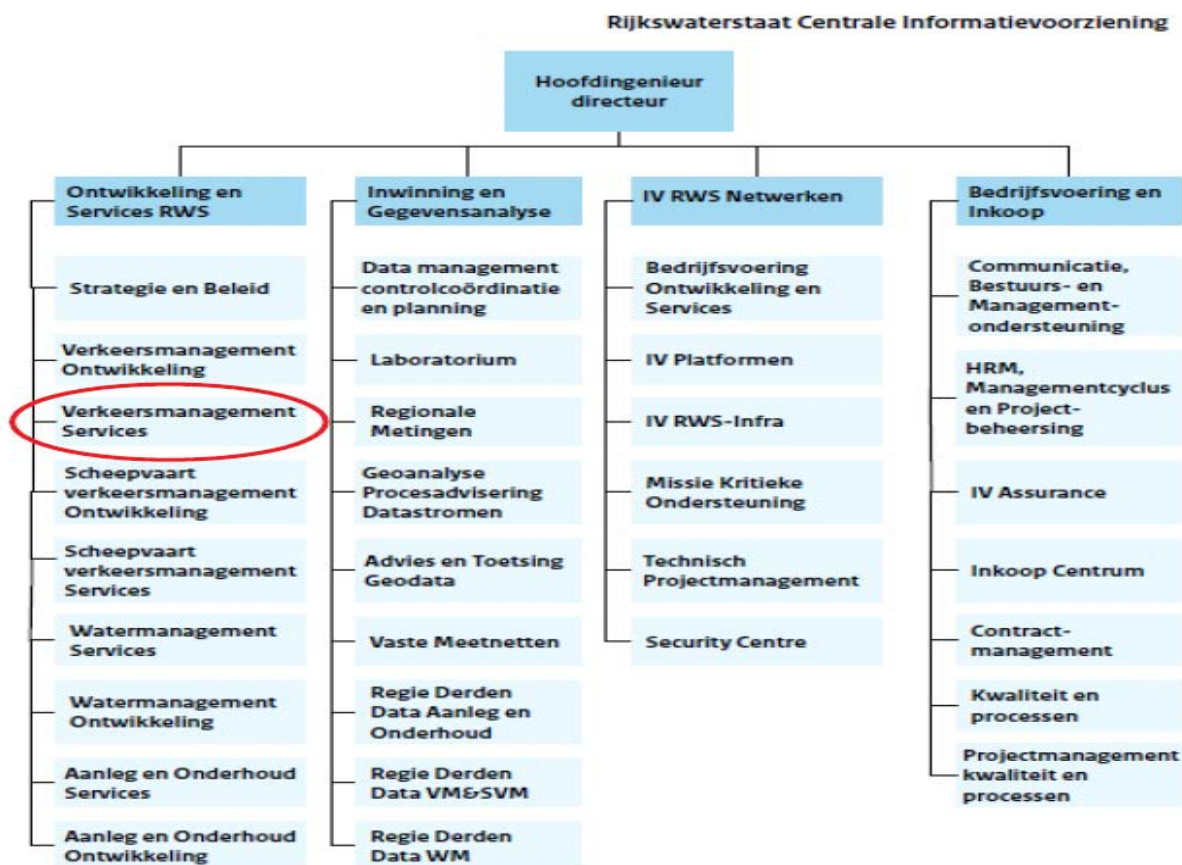 Rijkswaterstaat Centrale Informatievoorziening
Hoofdingenieur
directeur
Ontwikkeling en
Services RWS
Strategie en Beleid
Verkeersmanagement
Ontwikkeling
Verkeersmanagement
Services
Scheepvaart
verkeersmanagement
Ontwikkeling
Scheepvaart
verkeersmanagement
Services
Watermanagement
Services
Watermanagement
Ontwikkeling
Aanleg en Onderhoud
Services
Aanleg en Onderhoud
Ontwikkeling
Inwinning en
Gegevensanalyse
Data management
controlcoördinatie
en planning
Laboratorium
Regionale
Metingen
Geoanalyse
Procesadvisering
Datastromen
Advies en Toetsing
Geodata
Vaste Meetnetten
Regie Derden
Data Aanleg en
Onderhoud
Regie Derden
Data VM&SVM
Regie Derden
Data WM
IV RWS Netwerken
Bedrijfsvoering
Ontwikkeling en
Services
IV Platformen
IV RWS-Infra
Missie Kritieke
Ondersteuning
Technisch
Projectmanagement
Security Centre
Bedrijfsvoering en
Inkoop
Communicatie,
Bestuurs- en
Management-
ondersteuning
HRM,
Managementcyclus
en Project-
beheersing
IV Assurance
Inkoop Centrum
Contract-
management
Kwaliteit en
processen
Projectmanagement
kwaliteit en
processen